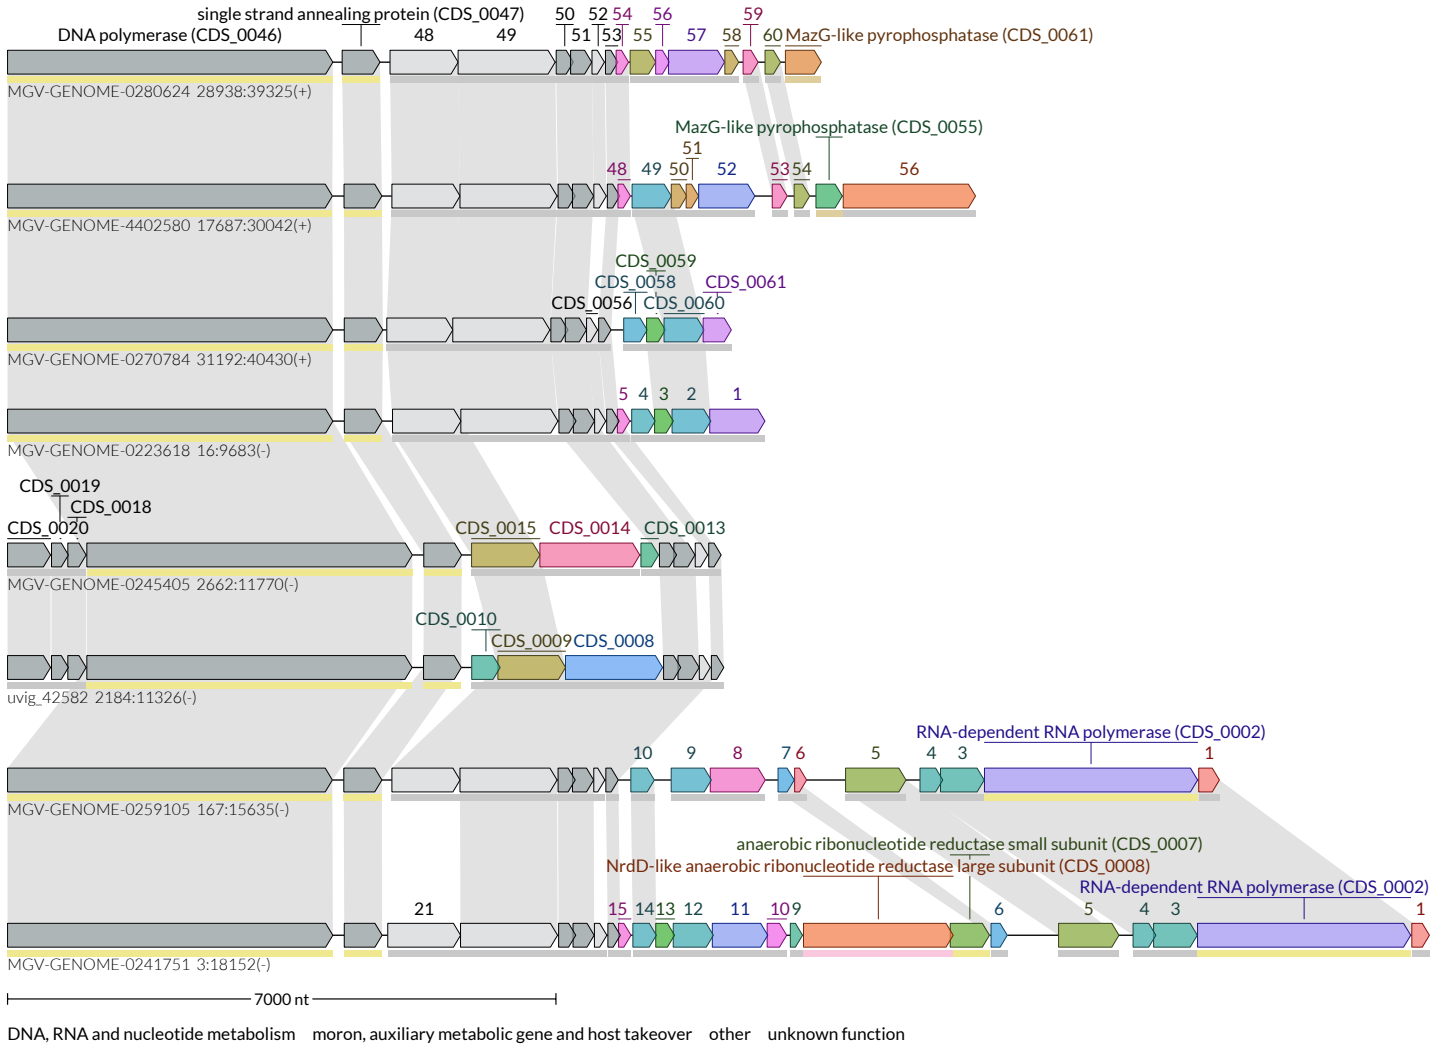 single strand annealing protein (CDS_0047) 50 52 54 56 59
DNA polymerase (CDS_0046) 48 49 51 53 55 57 58 60 MazG-like pyrophosphatase (CDS_0061)
MGV-GENOME-0280624 28938:39325(+)
MazG-like pyrophosphatase (CDS_0055)
51
48 49 50 52 53 54 56
MGV-GENOME-4402580 17687:30042(+)
CDS_0059
CDS_0058 CDS_0061
CDS_0056 CDS_0060
MGV-GENOME-0270784 31192:40430(+)
5 4 3 2 1
MGV-GENOME-0223618 16:9683(-)
CDS_0019
CDS_0018
CDS_0020 CDS_0015 CDS_0014 CDS_0013
MGV-GENOME-0245405 2662:11770(-)
CDS_0010
CDS_0009 CDS_0008
uvig_42582 2184:11326(-)
RNA-dependent RNA polymerase (CDS_0002)
10 9 8 7 6 5 4 3 1
MGV-GENOME-0259105 167:15635(-)
anaerobic ribonucleotide reductase small subunit (CDS_0007)
NrdD-like anaerobic ribonucleotide reductase large subunit (CDS_0008)
RNA-dependent RNA polymerase (CDS_0002)
21 15 14 13 12 11 10 9 6 5 4 3 1
MGV-GENOME-0241751 3:18152(-)
7000 nt
DNA, RNA and nucleotide metabolism moron, auxiliary metabolic gene and host takeover other unknown function